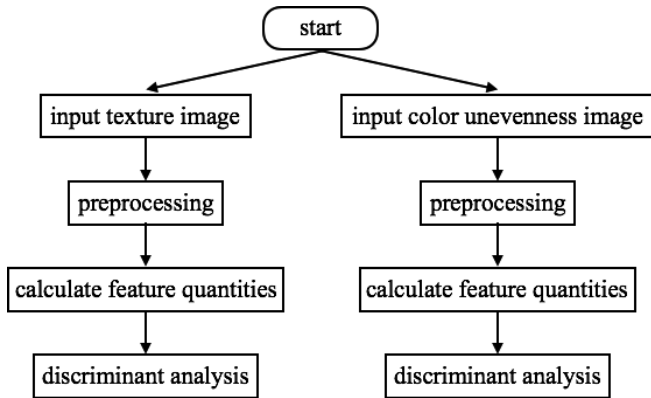 start
input texture image
input color unevenness image
preprocessing
preprocessing
calculate feature quantities
calculate feature quantities
discriminant analysis
discriminant analysis